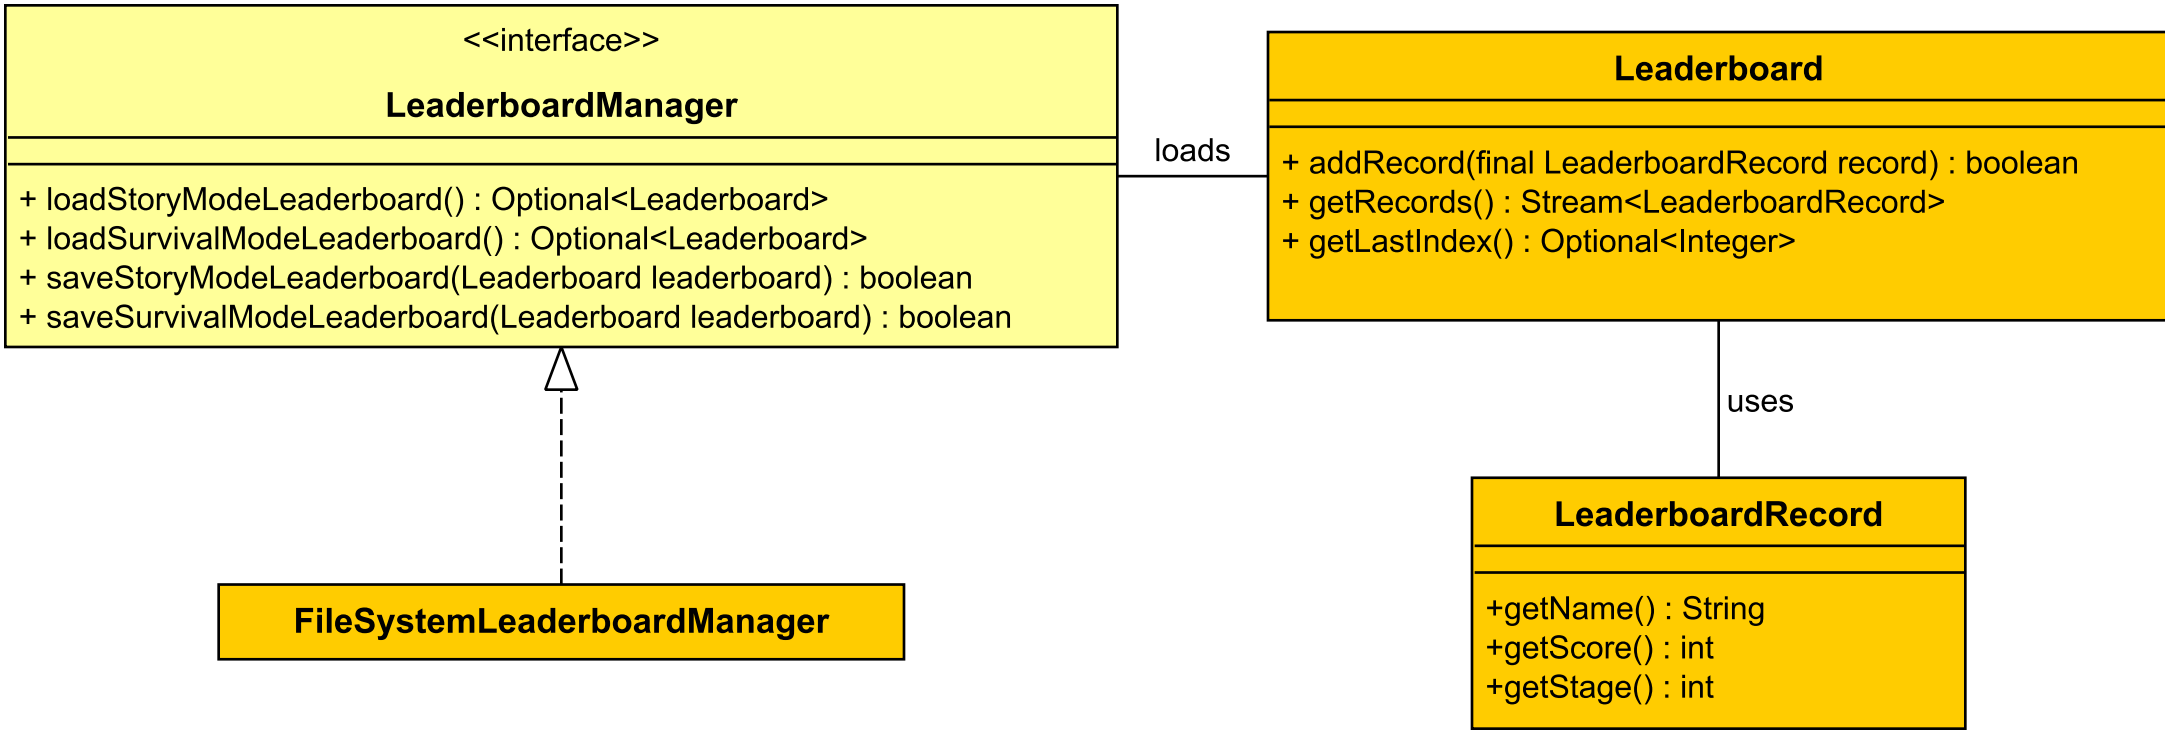 <<interface>>
LeaderboardManager
+ loadStoryModeLeaderboard() : Optional<Leaderboard>
+ loadSurvivalModeLeaderboard() : Optional<Leaderboard>
+ saveStoryModeLeaderboard(Leaderboard leaderboard) : boolean
+ saveSurvivalModeLeaderboard(Leaderboard leaderboard) : boolean
loads
Leaderboard
+ addRecord(final LeaderboardRecord record) : boolean
+ getRecords() : Stream<LeaderboardRecord>
+ getLastIndex() : Optional<Integer>
uses
FileSystemLeaderboardManager
LeaderboardRecord
+getName() : String
+getScore() : int
+getStage() : int